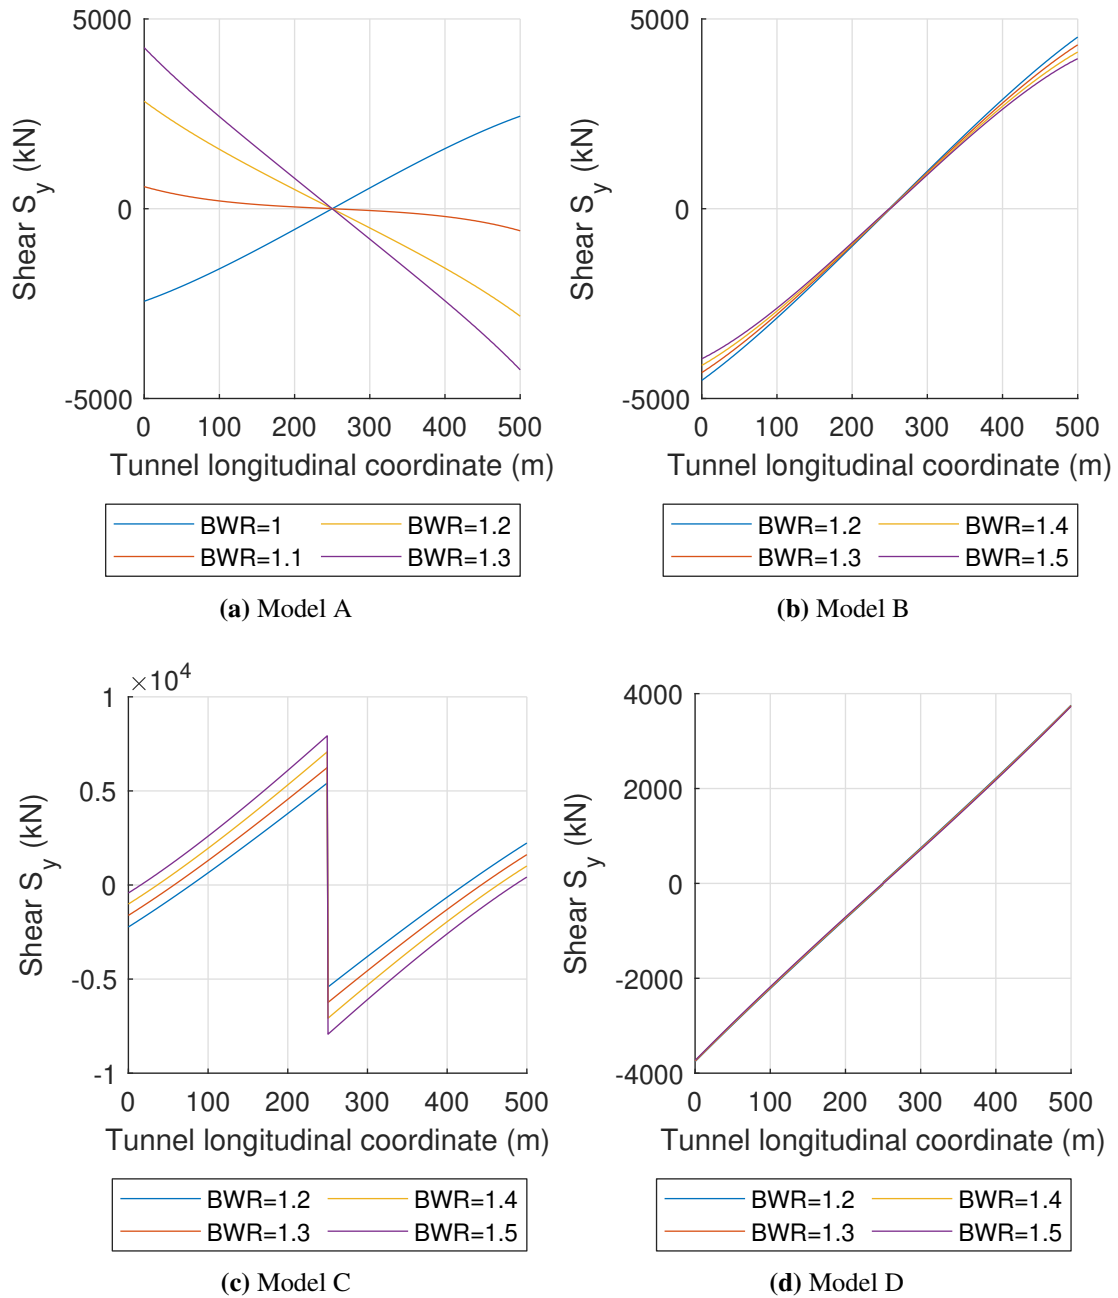 5000
0
-5000
Shear S_y (kN)
0 100 200 300 400 500
Tunnel longitudinal coordinate (m)
BWR=1 BWR=1.2
BWR=1.1 BWR=1.3
(a) Model A
5000
0
-5000
Shear S_y (kN)
0 100 200 300 400 500
Tunnel longitudinal coordinate (m)
BWR=1.2 BWR=1.4
BWR=1.3 BWR=1.5
(b) Model B
×10^4
1
0.5
0
-0.5
-1
Shear S_y (kN)
0 100 200 300 400 500
Tunnel longitudinal coordinate (m)
BWR=1.2 BWR=1.4
BWR=1.3 BWR=1.5
(c) Model C
4000
2000
0
-2000
-4000
Shear S_y (kN)
0 100 200 300 400 500
Tunnel longitudinal coordinate (m)
BWR=1.2 BWR=1.4
BWR=1.3 BWR=1.5
(d) Model D